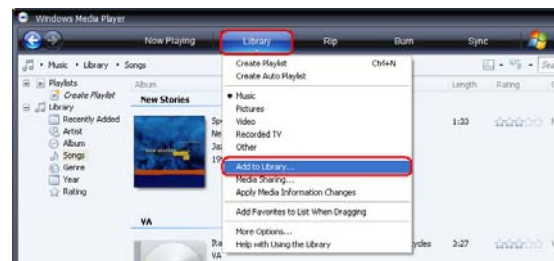 Windows Media Player
Now Playing Library Rip Burn Sync
Music • Library • Songs
Playlists
Create Playlist
Library
Recently Added
Artist
Album
Songs
Genre
Year
Rating
Album
New Stories
VA
Create Playlist Ctrl+N
Create Auto Playlist
Music
Pictures
Video
Recorded TV
Other
Add to Library...
Media Sharing...
Apply Media Information Changes
Add Favorites to List When Dragging
More Options...
Help with Using the Library
Length Rating
1:33
3:27